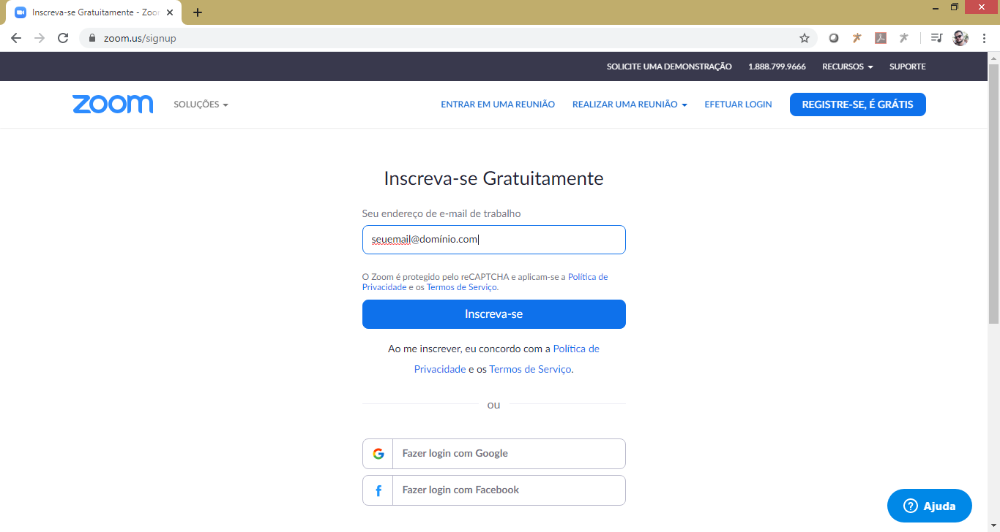 Inscreva-se Gratuitamente - Zoo
zoom.us/signup
SOLICITE UMA DEMONSTRAÇÃO 1.888.799.9666 RECURSOS SUPORTE
zoom SOLUÇÕES ENTRAR EM UMA REUNIÃO REALIZAR UMA REUNIÃO EFETUAR LOGIN REGISTRE-SE, É GRÁTIS
Inscreva-se Gratuitamente
Seu endereço de e-mail de trabalho
seuemail@domínio.com
O Zoom é protegido pelo reCAPTCHA e aplicam-se a Política de
Privacidade e os Termos de Serviço.
Inscreva-se
Ao me inscrever, eu concordo com a Política de
Privacidade e os Termos de Serviço.
ou
Fazer login com Google
Fazer login com Facebook
Ajuda